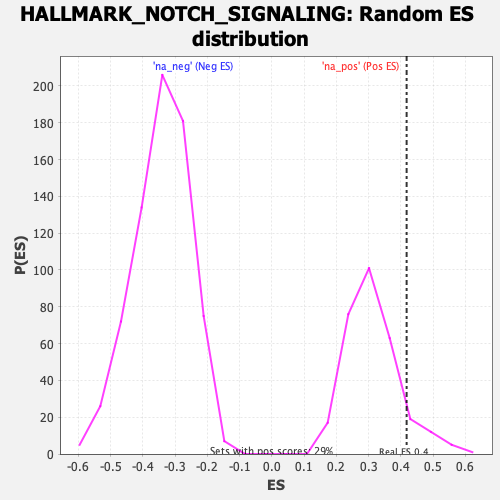 HALLMARK_NOTCH_SIGNALING: Random ES
distribution
'na_neg' (Neg ES) 'na_pos' (Pos ES)
200
180
160
140
120
100
80
60
40
20
0
P(ES)
Sets with pos scores: 29% Real ES 0.4
-0.6 -0.5 -0.4 -0.3 -0.2 -0.1 0.0 0.1 0.2 0.3 0.4 0.5 0.6
ES